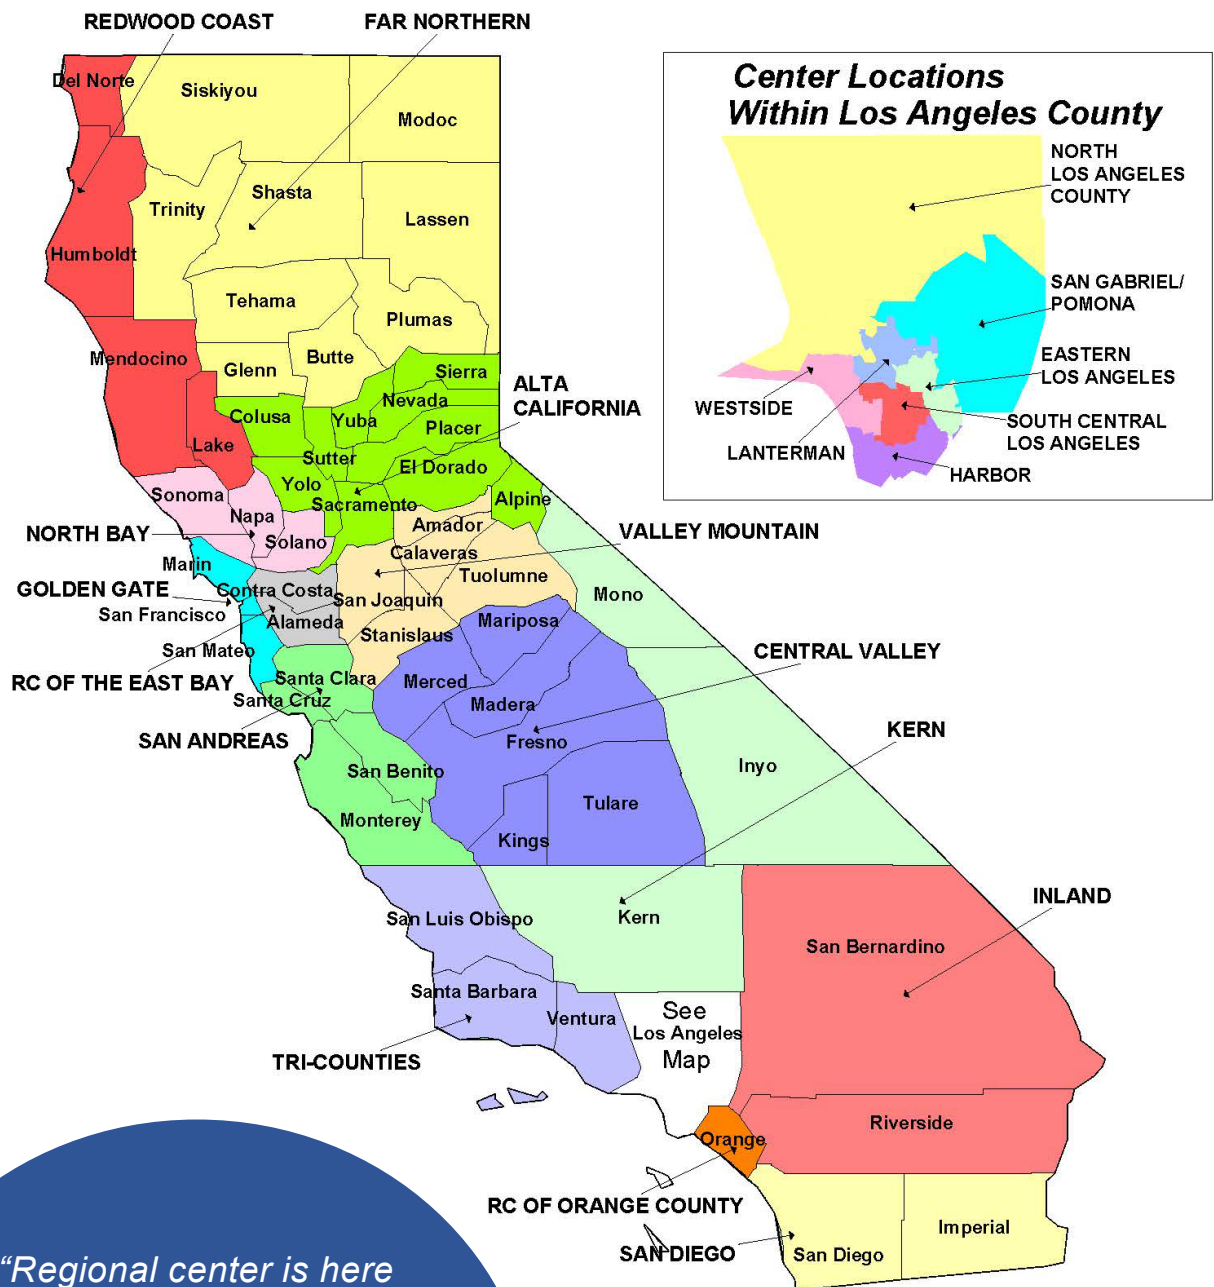 REDWOOD COAST
FAR NORTHERN
Del Norte
Siskiyou
Modoc
Trinity
Shasta
Lassen
Humboldt
Tehama
Plumas
Mendocino
Glenn
Butte
Sierra
Colusa
Yuba
Nevada
Placer
ALTA
CALIFORNIA
Lake
Sutter
El Dorado
Yolo
Sonoma
Sacramento
Alpine
Napa
Amador
NORTH BAY
Solano
VALLEY MOUNTAIN
Calaveras
Marin
Tuolumne
GOLDEN GATE
Contra Costa
San Joaquin
Mono
San Francisco
Alameda
Mariposa
Stanislaus
San Mateo
CENTRAL VALLEY
RC OF THE EAST BAY
Santa Clara
Merced
Santa Cruz
Madera
SAN ANDREAS
Fresno
KERN
San Benito
Inyo
Monterey
Tulare
Kings
San Luis Obispo
Kern
INLAND
San Bernardino
Santa Barbara
Ventura
See
Los Angeles
Map
TRI-COUNTIES
Riverside
Orange
RC OF ORANGE COUNTY
SAN DIEGO
San Diego
Imperial
Center Locations
Within Los Angeles County
NORTH
LOS ANGELES
COUNTY
SAN GABRIEL/
POMONA
EASTERN
LOS ANGELES
WESTSIDE
SOUTH CENTRAL
LOS ANGELES
LANTERMAN
HARBOR
“Regional center is here